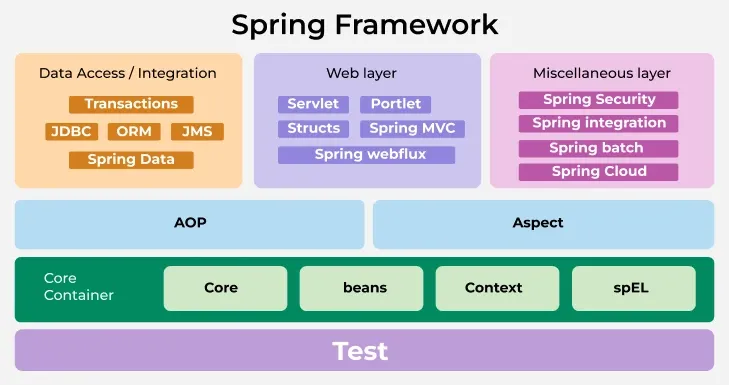 Spring Framework
Data Access / Integration
Transactions
JDBC ORM JMS
Spring Data
Web layer
Servlet Portlet
Structs Spring MVC
Spring webflux
Miscellaneous layer
Spring Security
Spring integration
Spring batch
Spring Cloud
AOP Aspect
Core
Container
Core beans Context spEL
Test